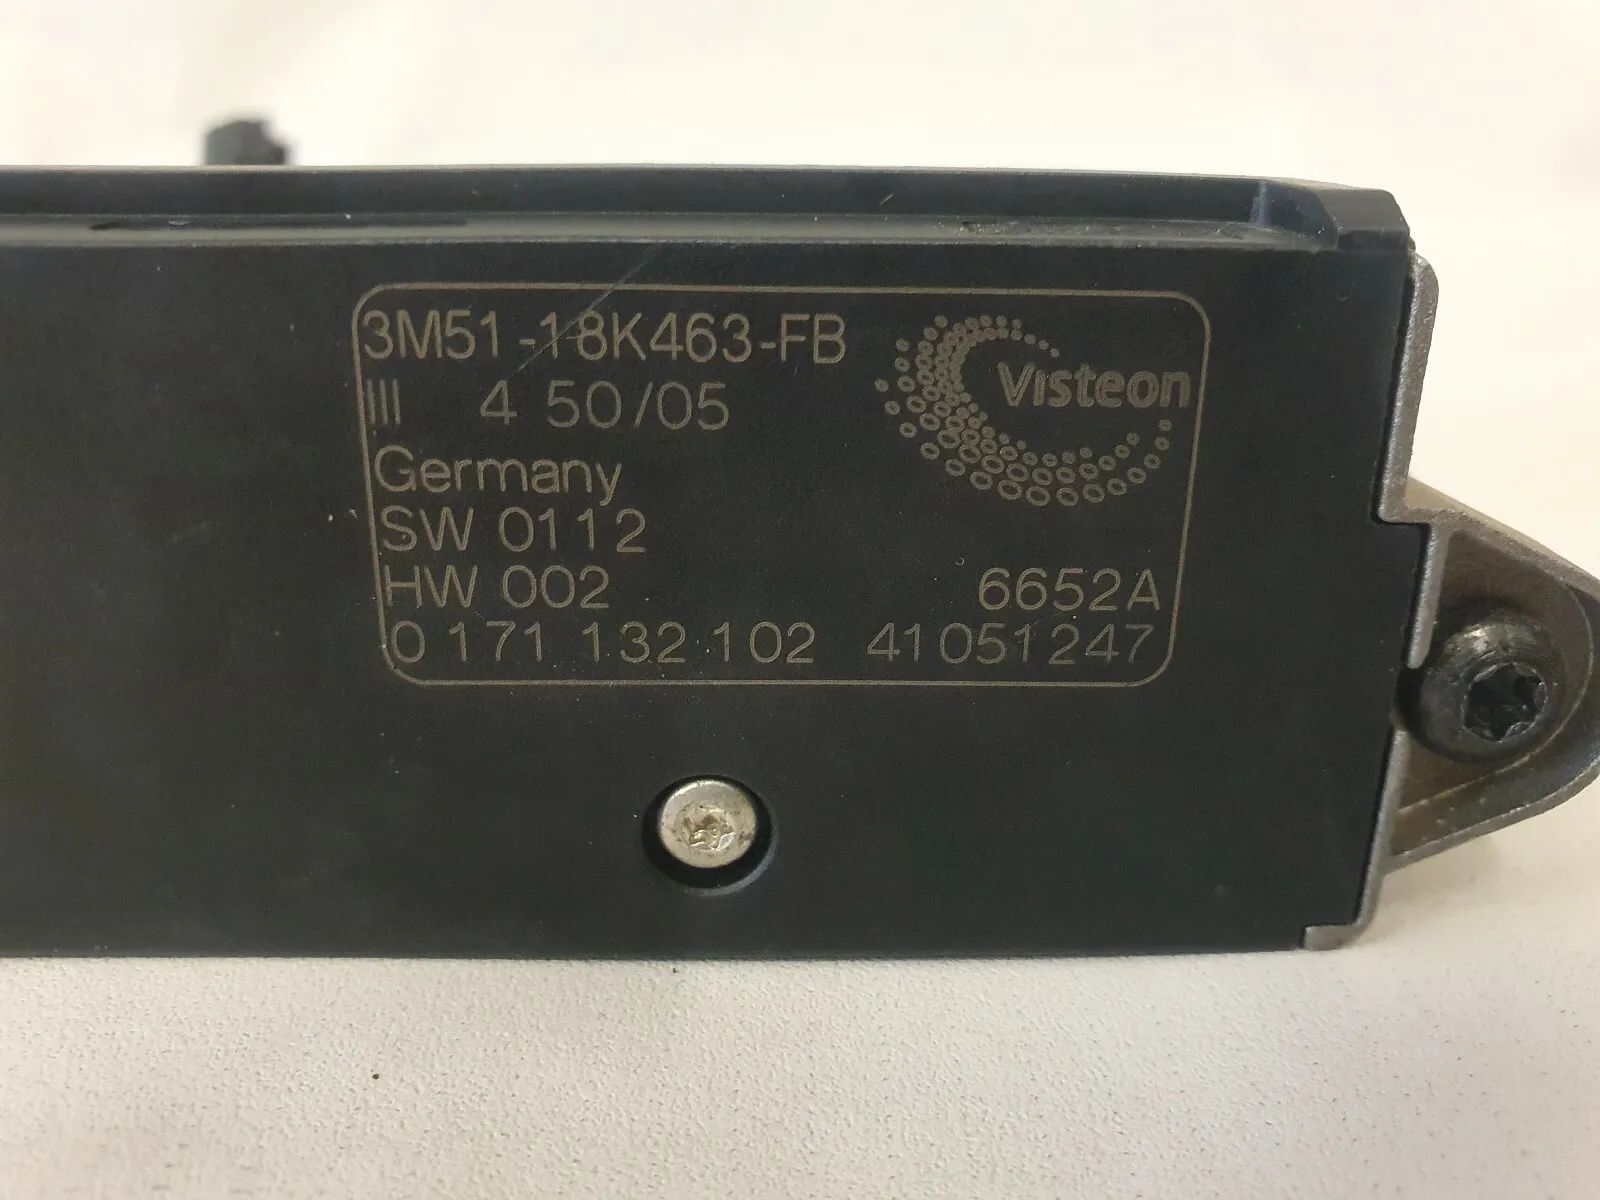 3M51-18K463-FB
Visteon
III 4 50/05
Germany
SW 0112
HW 002 6652A
0 171 132 102 41051247